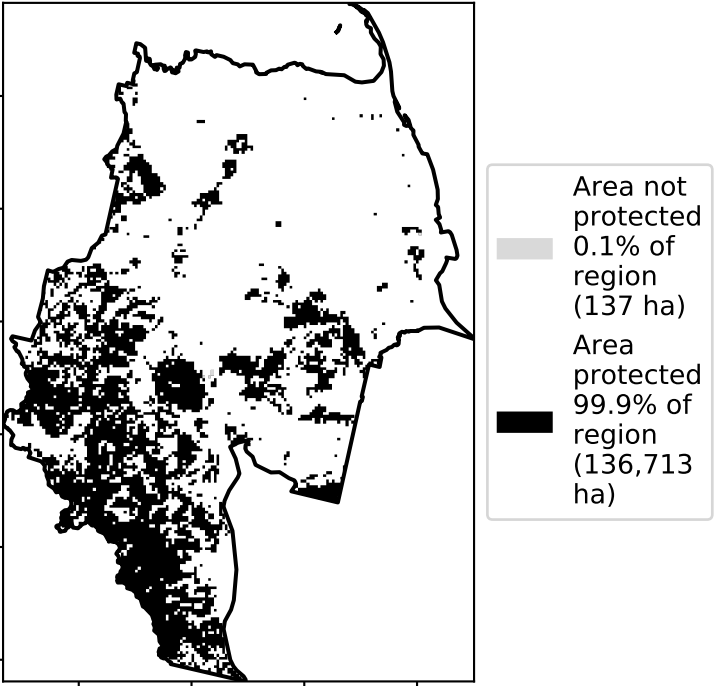 Area not
protected
0.1% of
region
(137 ha)
Area
protected
99.9% of
region
(136,713
ha)